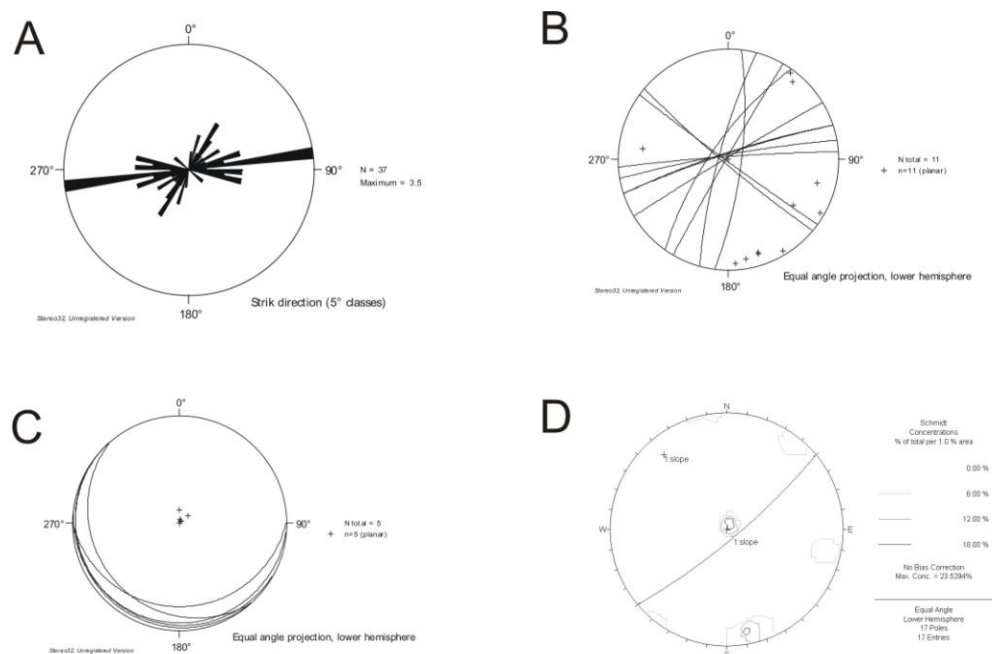 A
0°
270°
90°
N = 37
Maximum = 3.5
180°
Strik direction (5° classes)
Stereo32, Unregistered Version
B
0°
270°
90°
N total = 11
+ n=11 (planar)
180°
Equal angle projection, lower hemisphere
Stereo32, Unregistered Version
C
0°
270°
90°
N total = 5
+ n=5 (planar)
180°
Equal angle projection, lower hemisphere
Stereo32, Unregistered Version
D
N
W
E
S
1 slope
1 slope
Schmidt
Concentrations
% of total per 1.0 % area
0.00 %
6.00 %
12.00 %
18.00 %
No Bias Correction
Max. Conc. = 23.5294%
Equal Angle
Lower Hemisphere
17 Poles
17 Entries